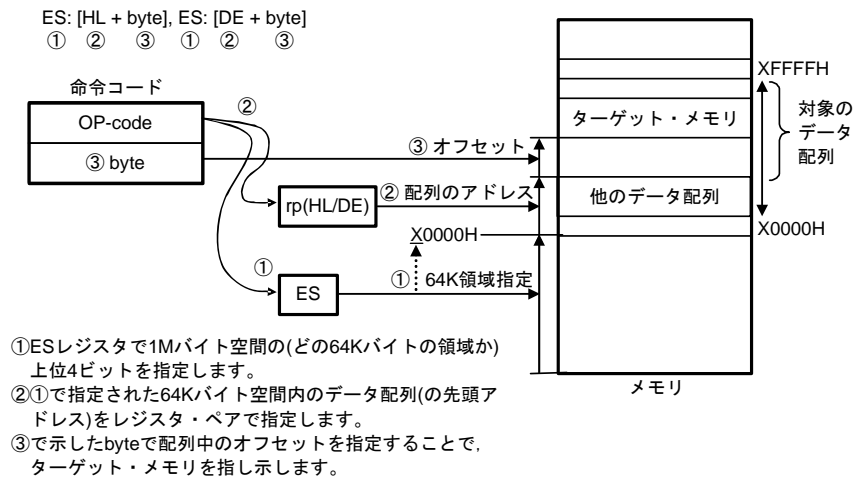 ES: [HL + byte], ES: [DE + byte]
① ② ③ ① ② ③
命令コード
OP-code
③ byte
②
①
rp(HL/DE)
ES
③ オフセット
② 配列のアドレス
X0000H
① 64K領域指定
ターゲット・メモリ
他のデータ配列
メモリ
XFFFFH
対象の
データ
配列
X0000H
①ESレジスタで1Mバイト空間の(どの64Kバイトの領域か)
上位4ビットを指定します。
②①で指定された64Kバイト空間内のデータ配列(の先頭ア
ドレス)をレジスタ・ペアで指定します。
③で示したbyteで配列中のオフセットを指定することで,
ターゲット・メモリを指し示します。